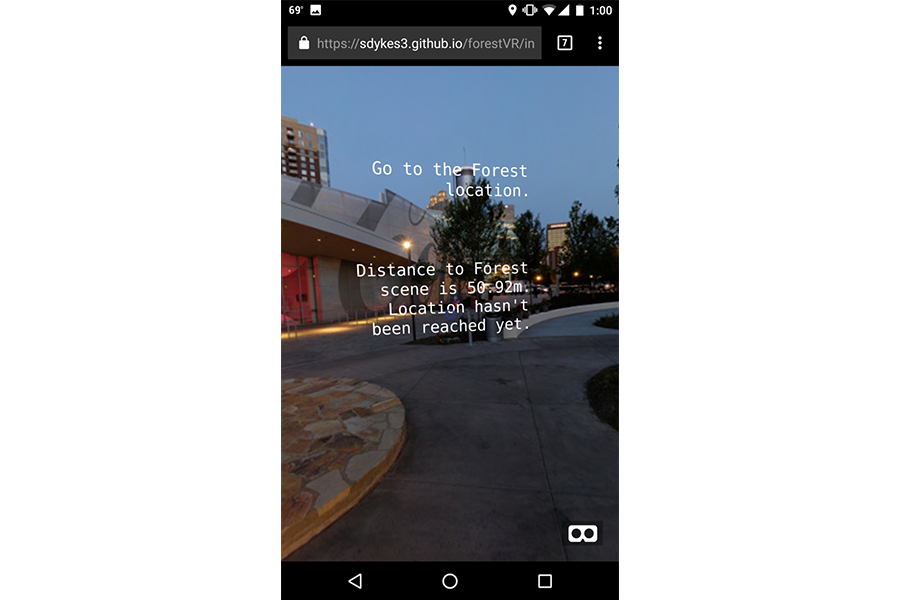 69°
1:00
https://sdykes3.github.io/forestVR/in
7
Go to the Forest
location.
Distance to Forest
scene is 50.92m.
Location hasn't
been reached yet.